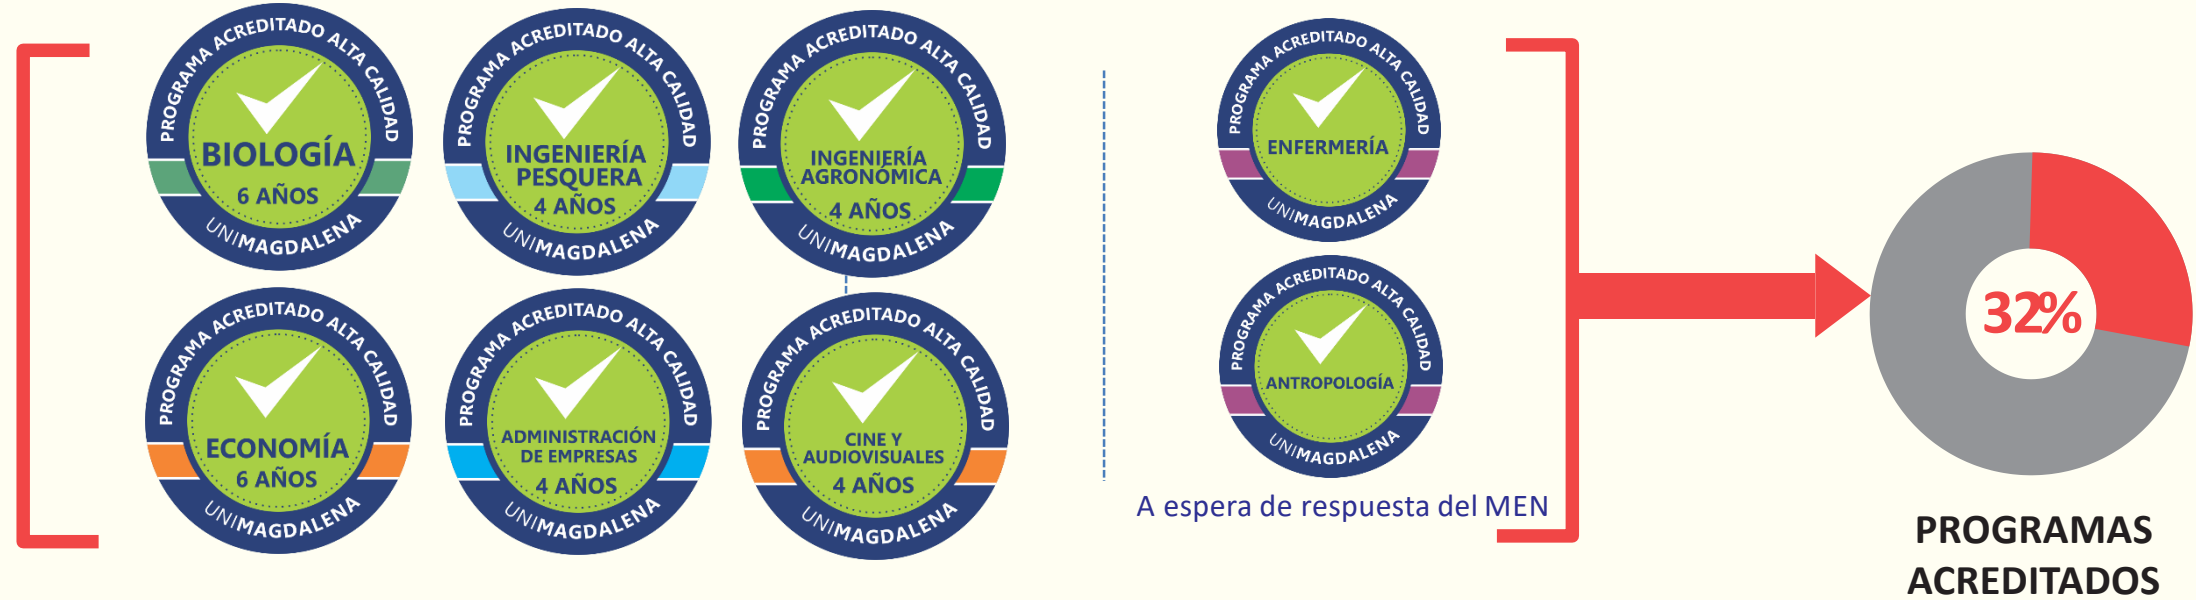 PROGRAMA ACREDITADO ALTA CALIDAD
BIOLOGÍA
6 AÑOS
UNIMAGDALENA
PROGRAMA ACREDITADO ALTA CALIDAD
INGENIERÍA
PESQUERA
4 AÑOS
UNIMAGDALENA
PROGRAMA ACREDITADO ALTA CALIDAD
INGENIERÍA
AGRONÓMICA
4 AÑOS
UNIMAGDALENA
PROGRAMA ACREDITADO ALTA CALIDAD
ECONOMÍA
6 AÑOS
UNIMAGDALENA
PROGRAMA ACREDITADO ALTA CALIDAD
ADMINISTRACIÓN
DE EMPRESAS
4 AÑOS
UNIMAGDALENA
PROGRAMA ACREDITADO ALTA CALIDAD
CINE Y
AUDIOVISUALES
4 AÑOS
UNIMAGDALENA
PROGRAMA ACREDITADO ALTA CALIDAD
ENFERMERÍA
UNIMAGDALENA
PROGRAMA ACREDITADO ALTA CALIDAD
ANTROPOLOGÍA
UNIMAGDALENA
A espera de respuesta del MEN
32%
PROGRAMAS
ACREDITADOS